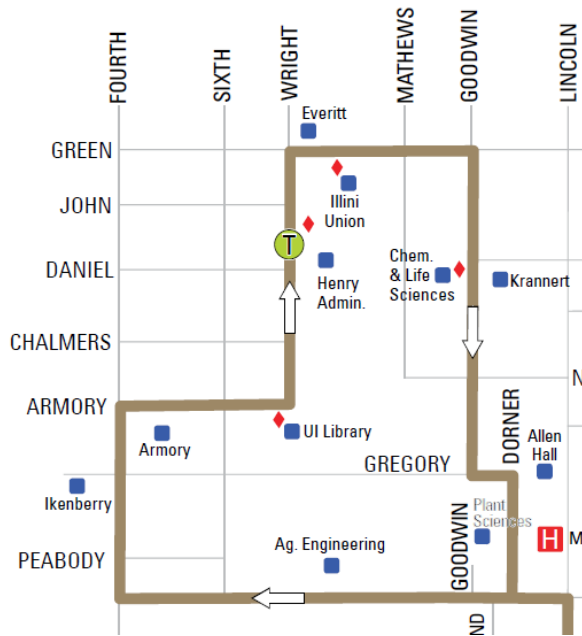 FOURTH
SIXTH
WRIGHT
MATHEWS
GOODWIN
LINCOLN
Everitt
GREEN
Illini
Union
JOHN
T
DANIEL
Henry
Admin.
Chem.
& Life
Sciences
Krannert
CHALMERS
N
ARMORY
Armory
UI Library
DORNER
Allen
Hall
GREGORY
Ikenberry
GOODWIN
Plant
Sciences
H
M
Ag. Engineering
PEABODY
ND